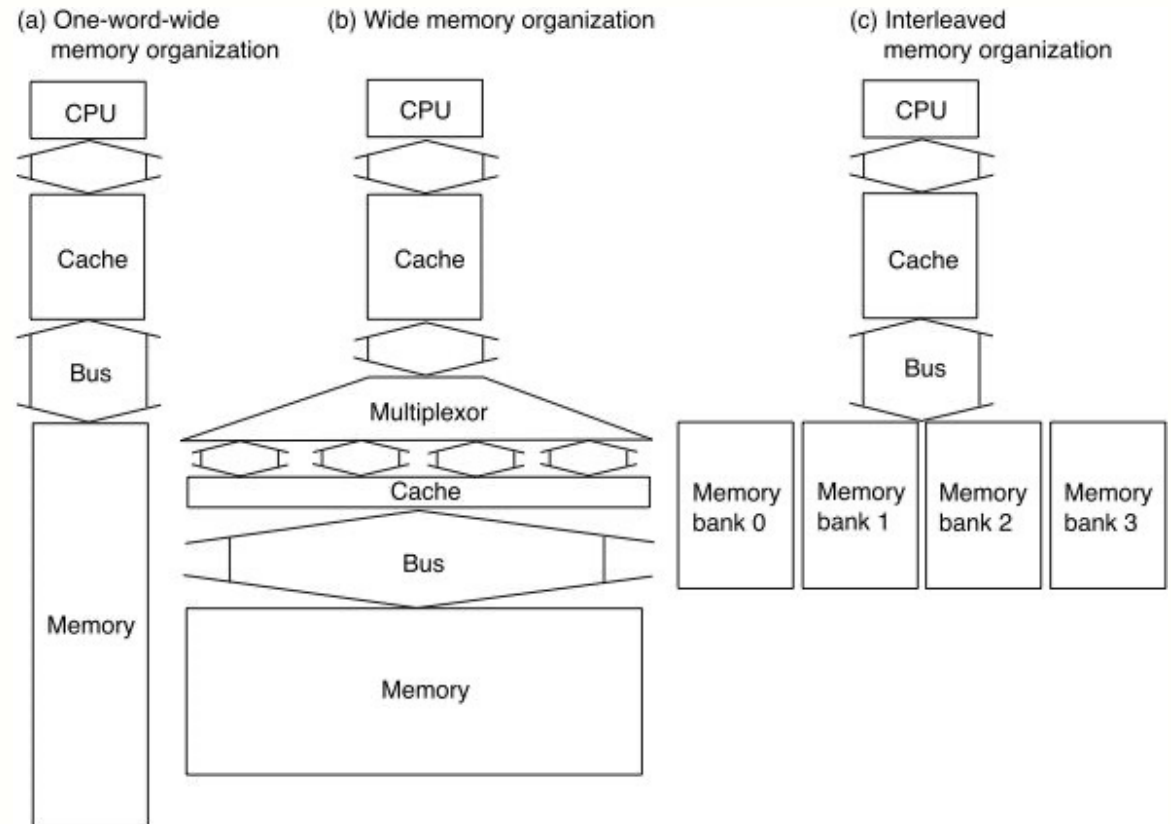 (a) One-word-wide
memory organization
(b) Wide memory organization
(c) Interleaved
memory organization
CPU
Cache
Bus
Memory
CPU
Cache
Multiplexor
Cache
Bus
Memory
CPU
Cache
Bus
Memory
bank 0
Memory
bank 1
Memory
bank 2
Memory
bank 3